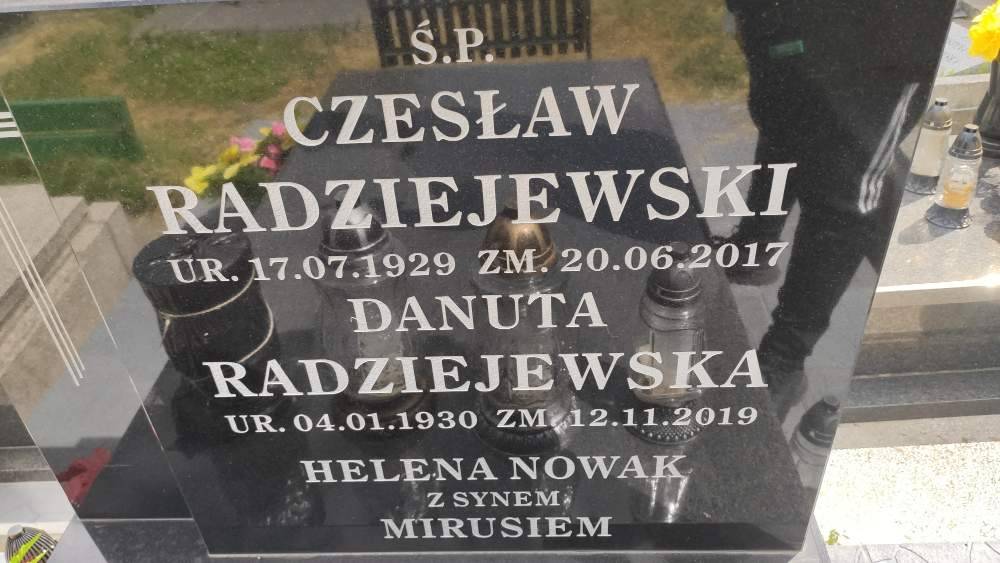 Ś.P.
CZESŁAW
RADZIEJEWSKI
UR. 17.07.1929 ZM. 20.06.2017
DANUTA
RADZIEJEWSKA
UR. 04.01.1930 ZM. 12.11.2019
HELENA NOWAK
Z SYNEM
MIRUSIEM